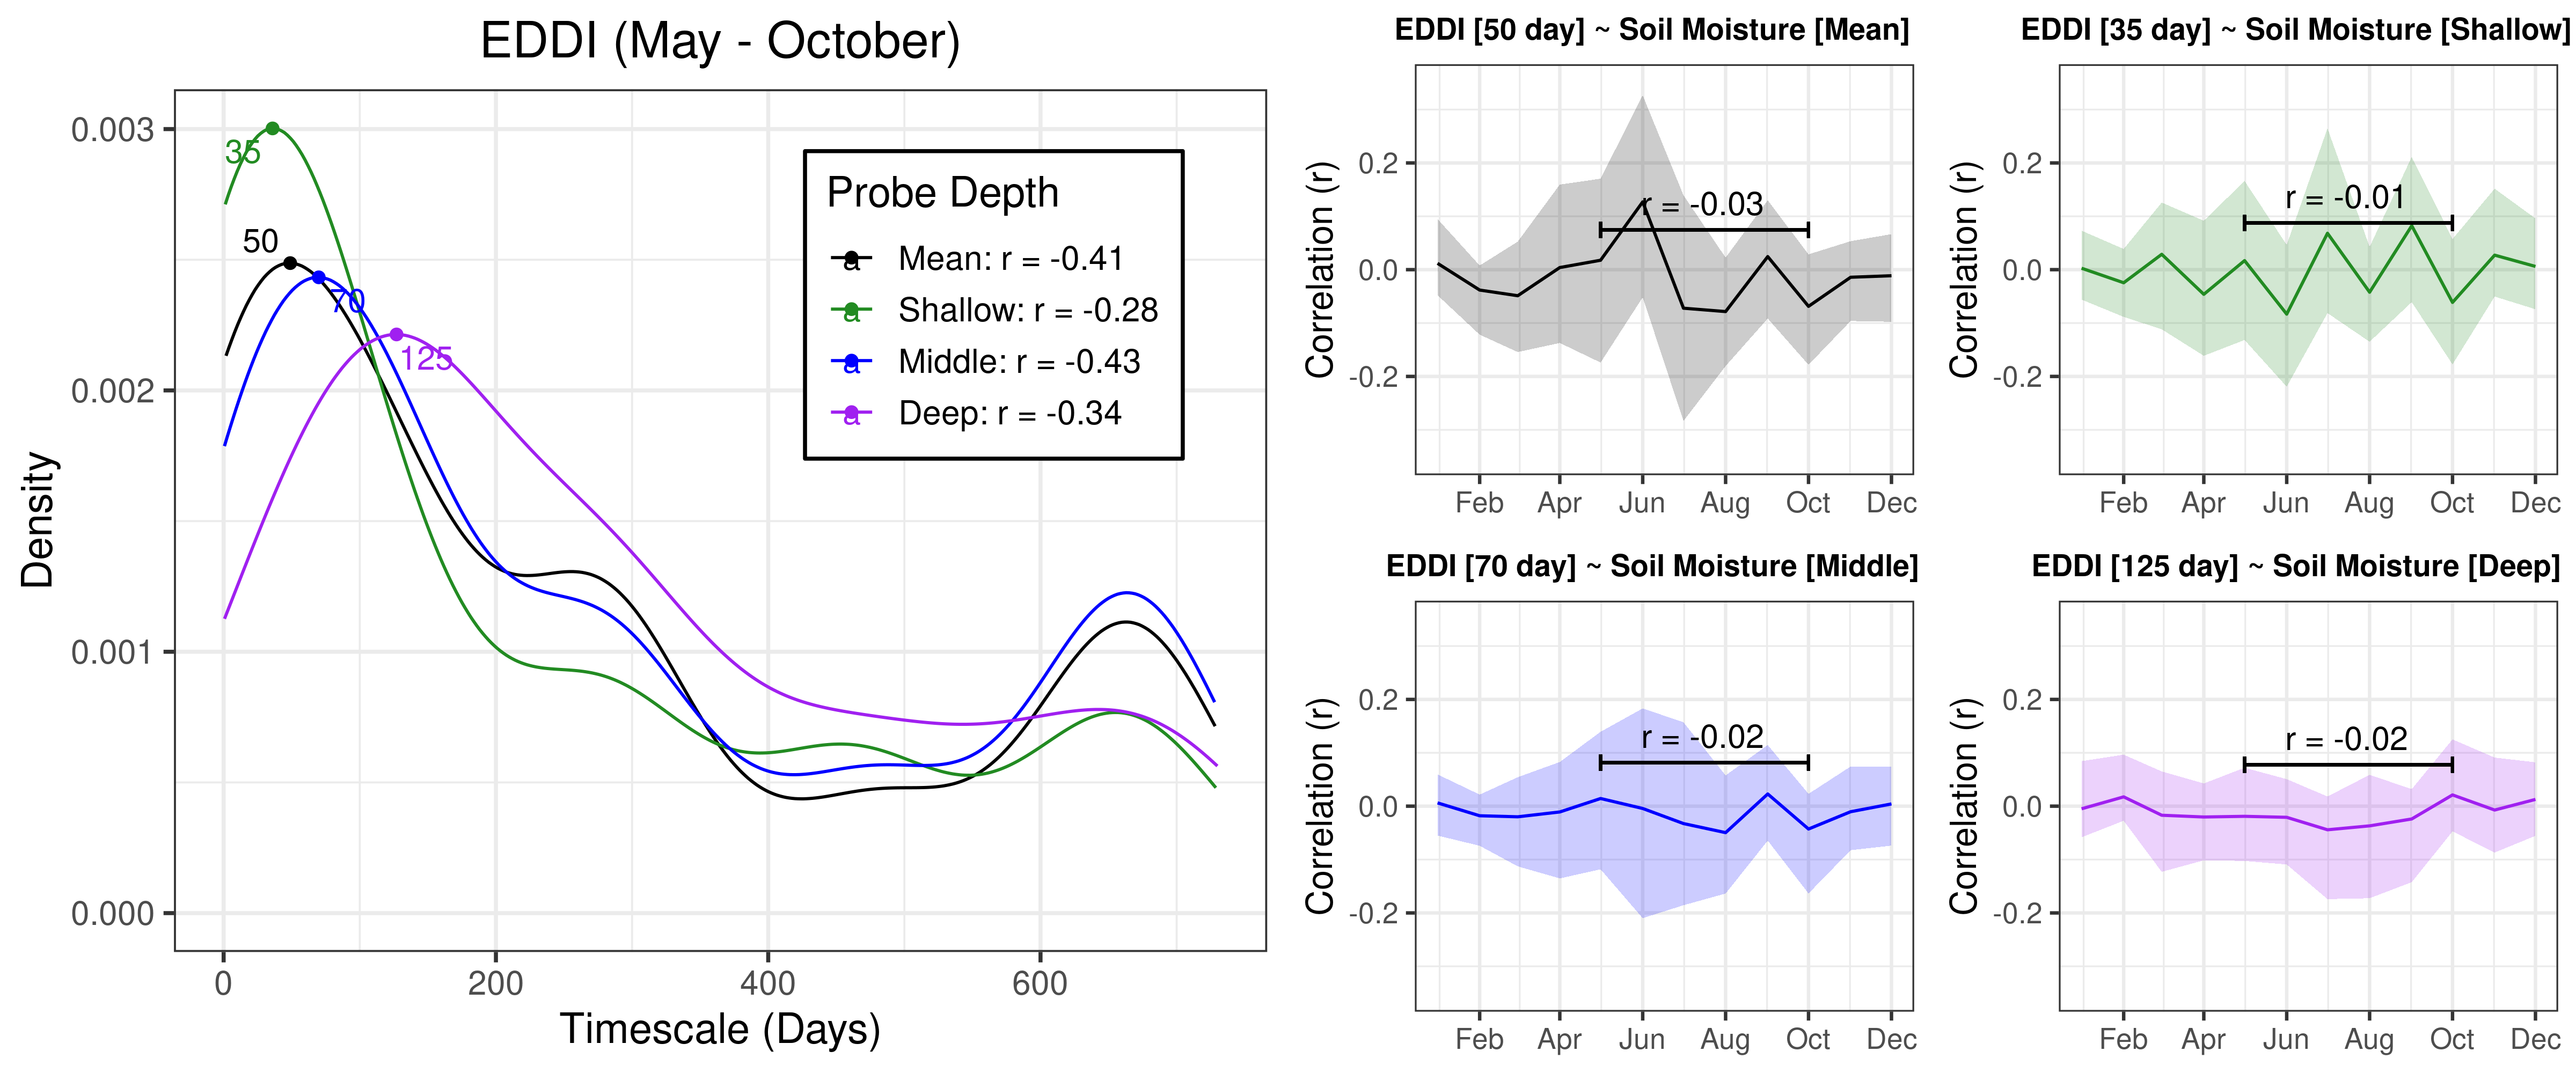 EDDI (May - October)
Density
0.003
0.002
0.001
0.000
35
50
70
125
Probe Depth
a Mean: r = -0.41
a Shallow: r = -0.28
a Middle: r = -0.43
a Deep: r = -0.34
0 200 400 600
Timescale (Days)
EDDI [50 day] ~ Soil Moisture [Mean]
Correlation (r)
0.2
0.0
-0.2
r = -0.03
Feb Apr Jun Aug Oct Dec
EDDI [35 day] ~ Soil Moisture [Shallow]
Correlation (r)
0.2
0.0
-0.2
r = -0.01
Feb Apr Jun Aug Oct Dec
EDDI [70 day] ~ Soil Moisture [Middle]
Correlation (r)
0.2
0.0
-0.2
r = -0.02
Feb Apr Jun Aug Oct Dec
EDDI [125 day] ~ Soil Moisture [Deep]
Correlation (r)
0.2
0.0
-0.2
r = -0.02
Feb Apr Jun Aug Oct Dec